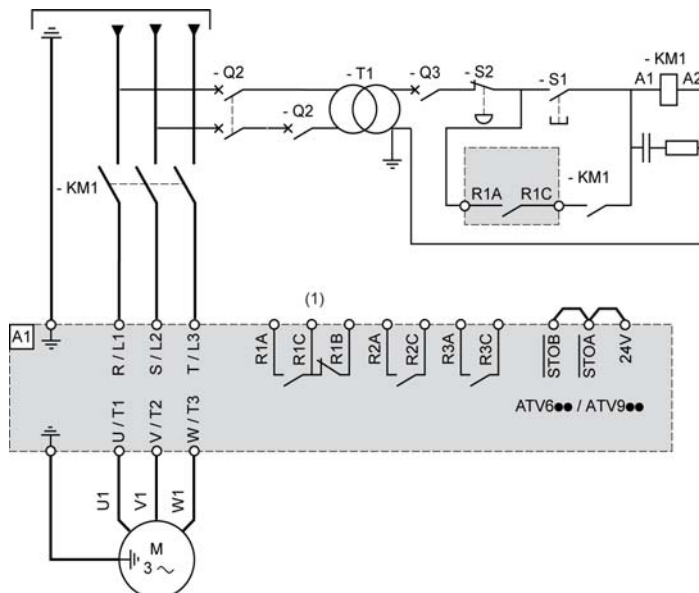 - KM1
- Q2
- T1
- Q3
- S2
- S1
A1
A2
- Q2
- KM1
R1A
R1C
- KM1
(1)
A1
R / L1
S / L2
T / L3
R1A
R1C
R1B
R2A
R2C
R3A
R3C
STOB
STOA
24V
ATV6●● / ATV9●●
U / T1
V / T2
W / T3
U1
V1
W1
M
3 ~